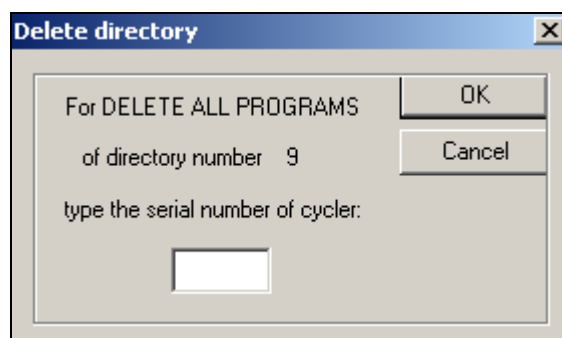 Delete directory
For DELETE ALL PROGRAMS
OK
of directory number 9
Cancel
type the serial number of cycler: